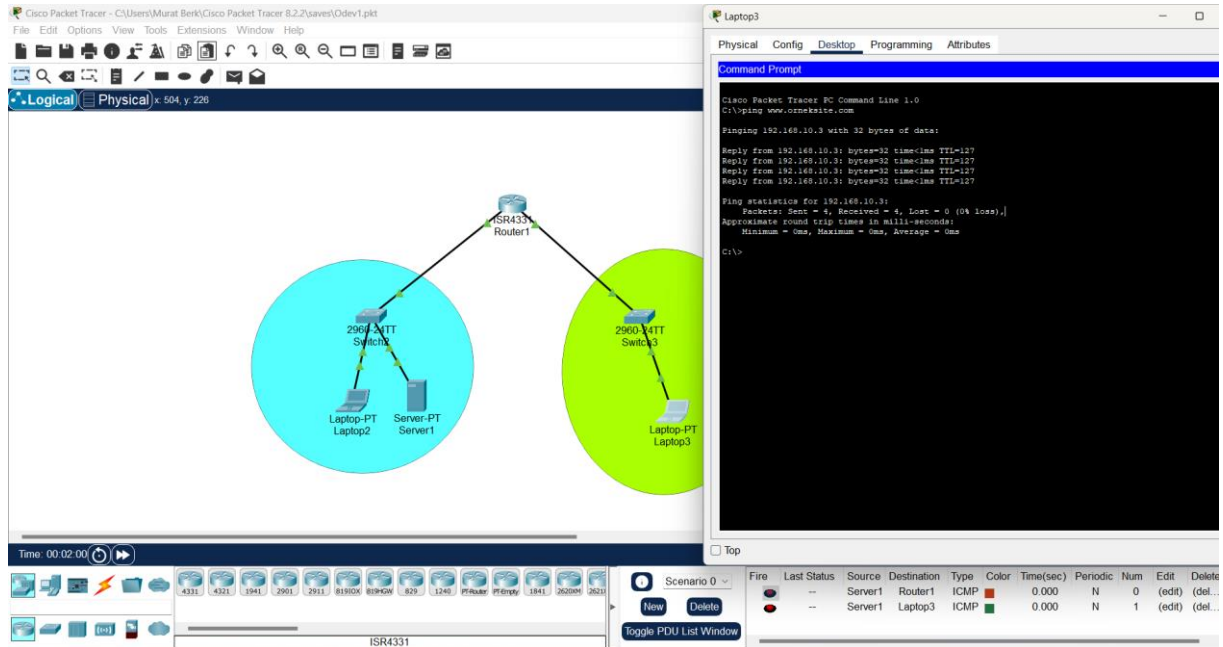 Cisco Packet Tracer - C:\Users\Murat Berk\Cisco Packet Tracer 8.2.2\saves\Odev1.pkt
File Edit Options View Tools Extensions Window Help
Logical Physical x: 504, y: 226
ISR4331
Router1
2960-24TT
Switch2
2960-24TT
Switch3
Laptop-PT
Laptop2
Server-PT
Server1
Laptop-PT
Laptop3
Laptop3
Physical Config Desktop Programming Attributes
Command Prompt
Cisco Packet Tracer PC Command Line 1.0
C:\>ping www.orneksite.com
Pinging 192.168.10.3 with 32 bytes of data:
Reply from 192.168.10.3: bytes=32 time<1ms TTL=127
Reply from 192.168.10.3: bytes=32 time<1ms TTL=127
Reply from 192.168.10.3: bytes=32 time<1ms TTL=127
Reply from 192.168.10.3: bytes=32 time<1ms TTL=127
Ping statistics for 192.168.10.3:
Packets: Sent = 4, Received = 4, Lost = 0 (0% loss),
Approximate round trip times in milli-seconds:
Minimum = 0ms, Maximum = 0ms, Average = 0ms
C:\>
Top
Time: 00:02:00
4331 4321 1941 2901 2911 819IOX 819HGW 829 1240 PT-Router PT-Empty 1841 2620XM
ISR4331
Scenario 0
New Delete
Toggle PDU List Window
Fire Last Status Source Destination Type Color Time(sec) Periodic Num Edit Delete
-- Server1 Router1 ICMP 0.000 N 0 (edit) (del...
-- Server1 Laptop3 ICMP 0.000 N 1 (edit) (del...